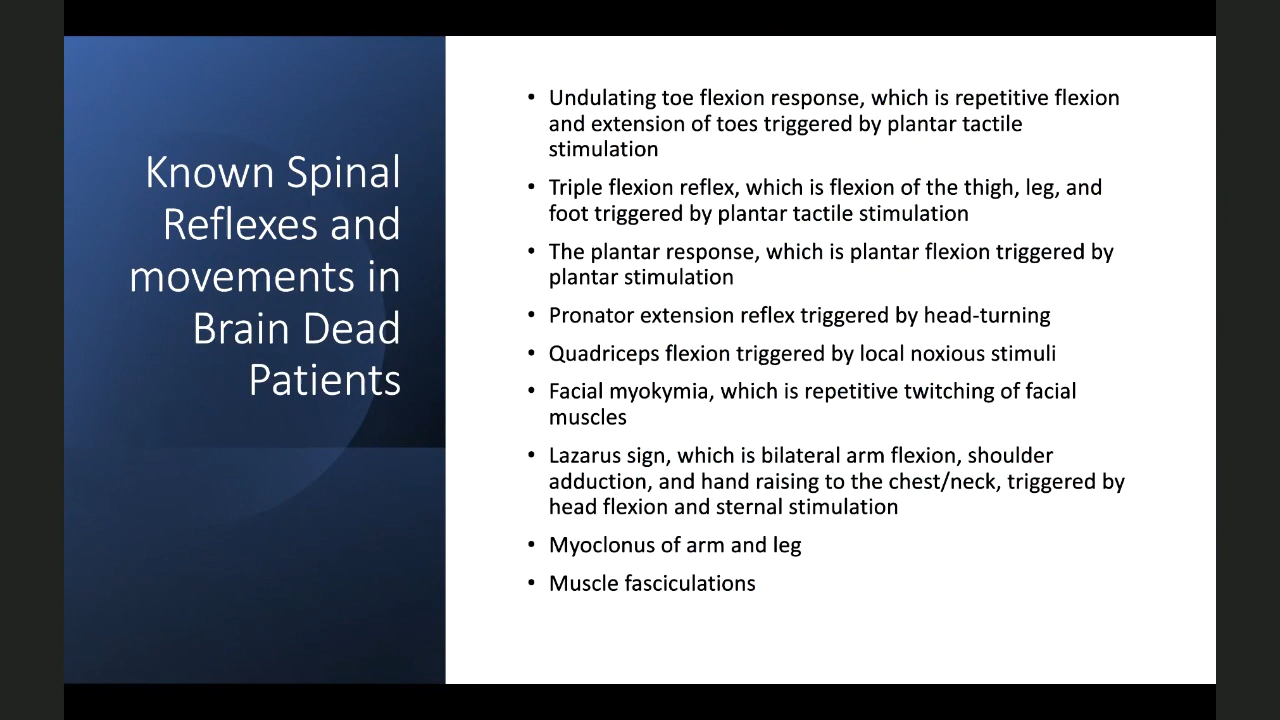 Known Spinal
Reflexes and
movements in
Brain Dead
Patients
• Undulating toe flexion response, which is repetitive flexion
and extension of toes triggered by plantar tactile
stimulation
• Triple flexion reflex, which is flexion of the thigh, leg, and
foot triggered by plantar tactile stimulation
• The plantar response, which is plantar flexion triggered by
plantar stimulation
• Pronator extension reflex triggered by head-turning
• Quadriceps flexion triggered by local noxious stimuli
• Facial myokymia, which is repetitive twitching of facial
muscles
• Lazarus sign, which is bilateral arm flexion, shoulder
adduction, and hand raising to the chest/neck, triggered by
head flexion and sternal stimulation
• Myoclonus of arm and leg
• Muscle fasciculations